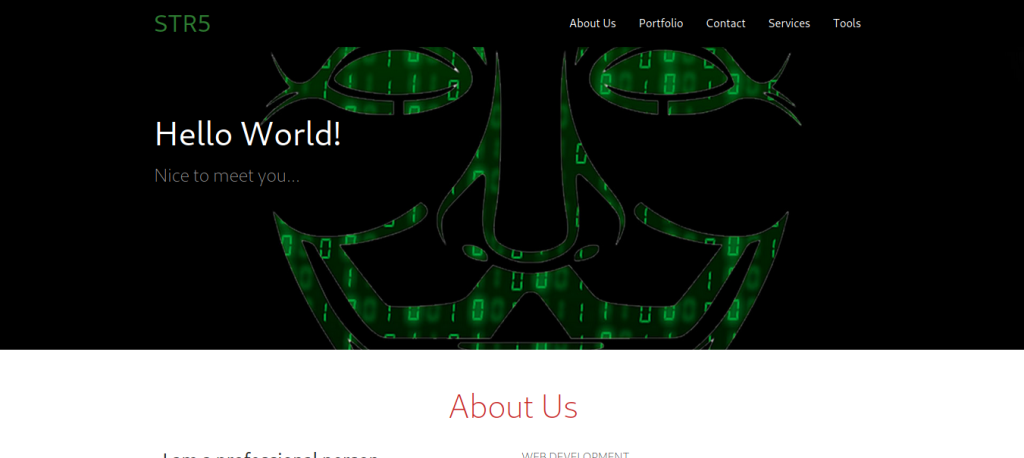 STR5
About Us Portfolio Contact Services Tools
Hello World!
Nice to meet you...
About Us
I am a professional person
WEB DEVELOPMENT